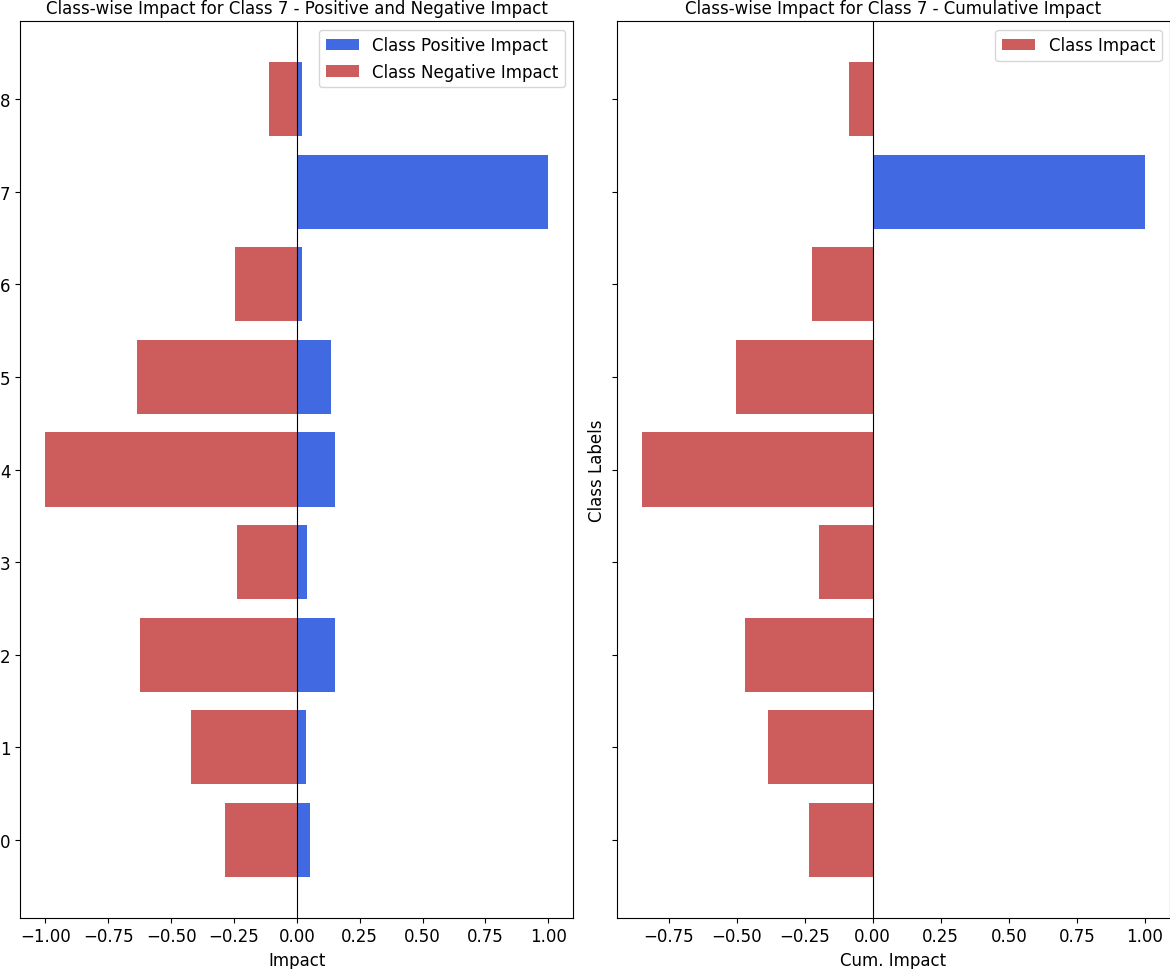 Class-wise Impact for Class 7 - Positive and Negative Impact
Class Positive Impact
Class Negative Impact
8
7
6
5
4
3
2
1
0
−1.00 −0.75 −0.50 −0.25 0.00 0.25 0.50 0.75 1.00
Impact
Class-wise Impact for Class 7 - Cumulative Impact
Class Impact
Class Labels
−0.75 −0.50 −0.25 0.00 0.25 0.50 0.75 1.00
Cum. Impact